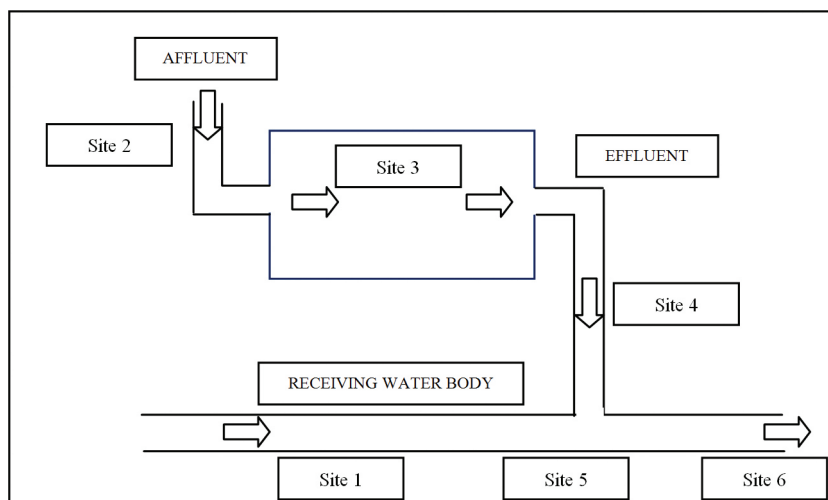 AFFLUENT
Site 2
Site 3
EFFLUENT
Site 4
RECEIVING WATER BODY
Site 1
Site 5
Site 6